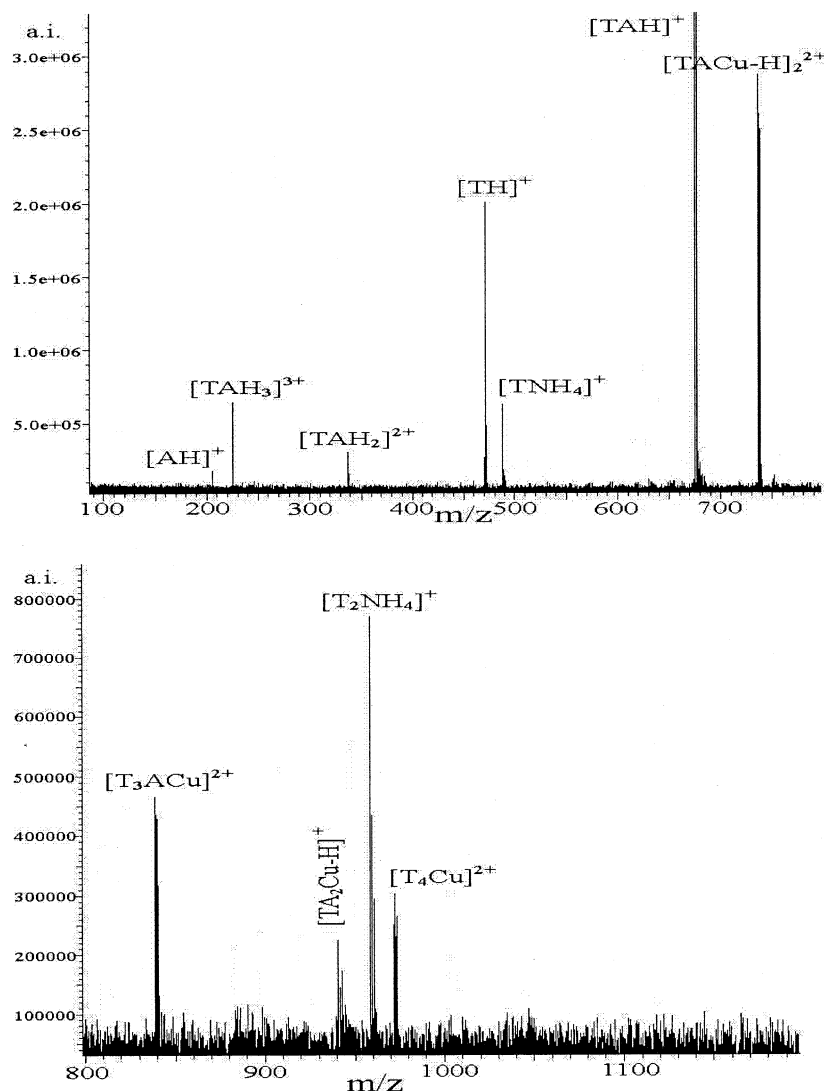 a.i.
[TAH]⁺
[TACu-H]₂²⁺
3.0e+06
2.5e+06
[TH]⁺
2.0e+06
1.5e+06
1.0e+06
[TAH₃]³⁺
[TNH₄]⁺
5.0e+05
[TAH₂]²⁺
[AH]⁺
100 200 300 400 500 600 700
m/z
a.i.
800000
[T₂NH₄]⁺
700000
600000
500000
[T₃ACu]²⁺
400000
[TA₂Cu-H]⁺
[T₄Cu]²⁺
300000
200000
100000
800 900 1000 1100
m/z